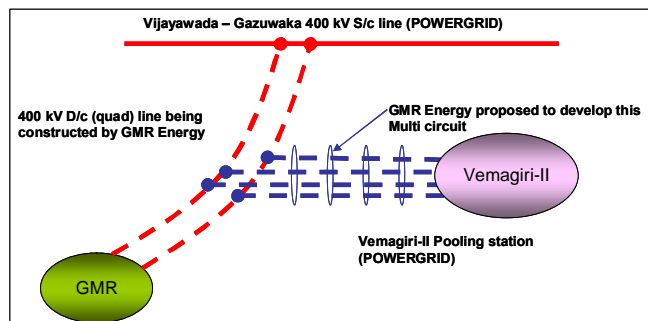 Vijayawada – Gazuwaka 400 kV S/c line (POWERGRID)
400 kV D/c (quad) line being
constructed by GMR Energy
GMR Energy proposed to develop this
Multi circuit
Vemagiri-II
Vemagiri-II Pooling station
(POWERGRID)
GMR